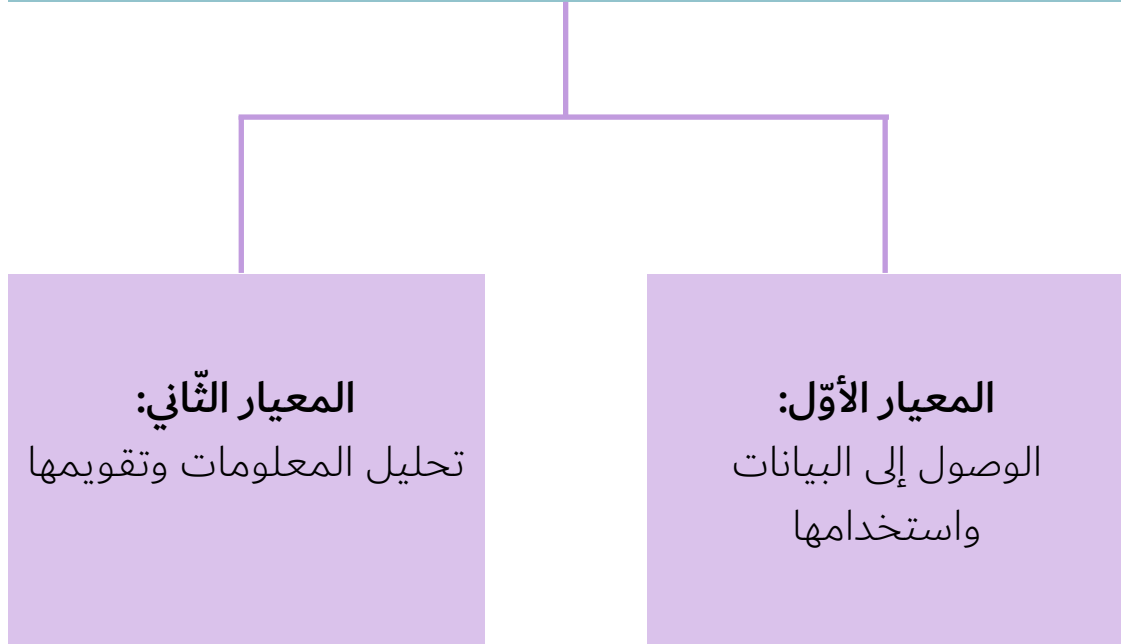 المعيار الأوّل:
الوصول إلى البيانات
واستخدامها
المعيار الثّاني:
تحليل المعلومات وتقويمها